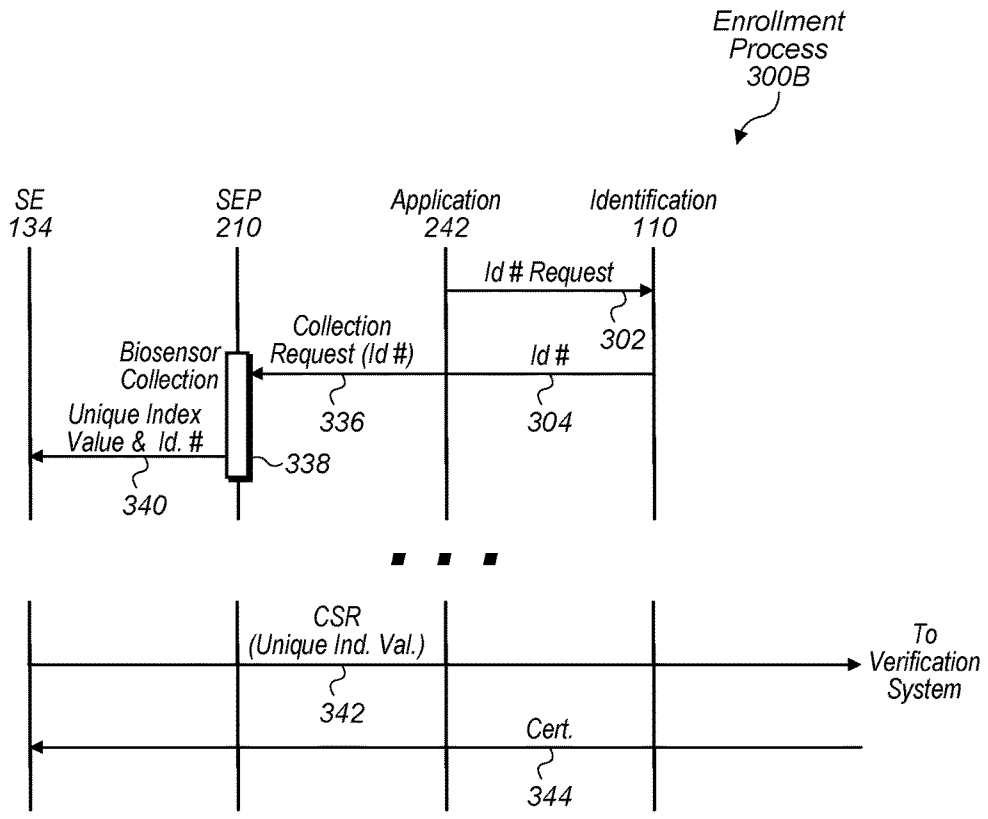 Enrollment
Process
300B
SE
134
SEP
210
Application
242
Identification
110
Id # Request
302
Collection
Request (Id #)
336
Id #
304
Biosensor
Collection
338
Unique Index
Value & Id. #
340
. . .
CSR
(Unique Ind. Val.)
342
To
Verification
System
Cert.
344